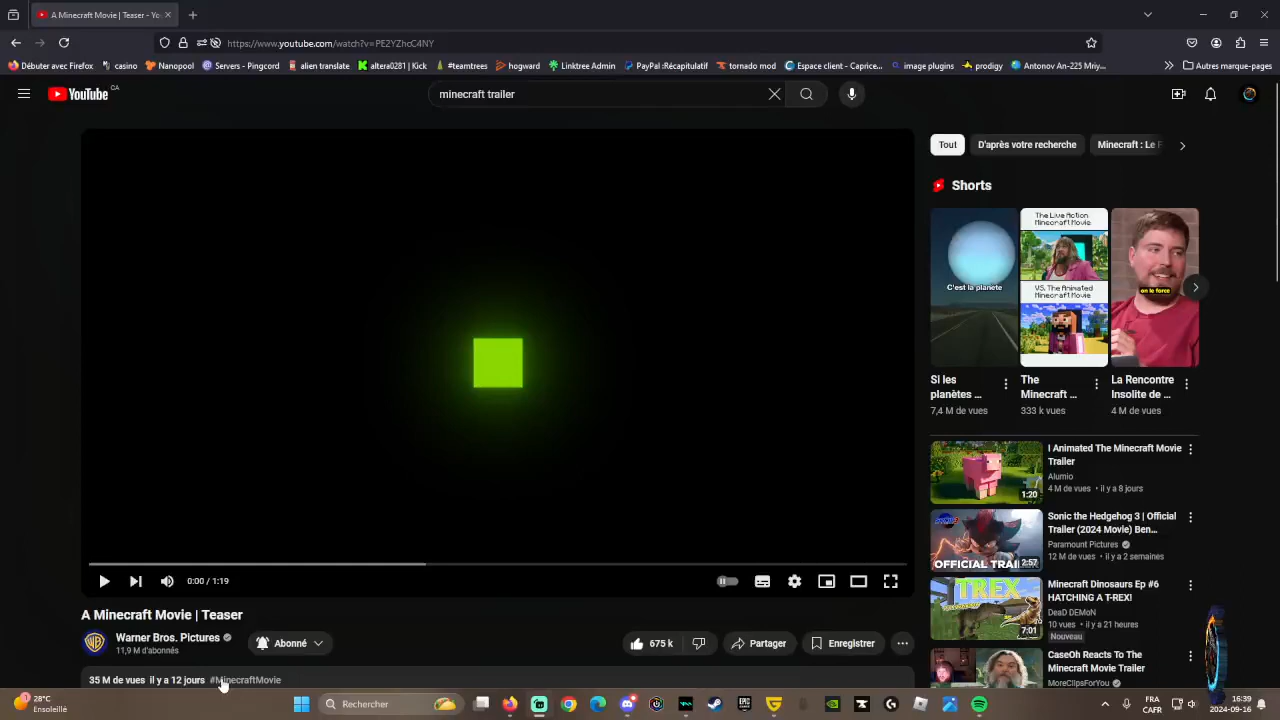 A Minecraft Movie | Teaser - Yo
https://www.youtube.com/watch?v=PE2YZhcC4NY
Débuter avec Firefox
casino
Nanopool
Servers - Pingcord
alien translate
altera0281 | Kick
#teamtrees
hogward
Linktree Admin
PayPal :Récapitulatif
tornado mod
Espace client - Caprice...
image plugins
prodigy
Antonov An-225 Mriy...
Autres marque-pages
YouTube CA
minecraft trailer
Tout
D'après votre recherche
Minecraft : Le F
Shorts
C'est la planete
The Live Action
Minecraft Movie
VS. The Animated
Minecraft Movie
on le force
Si les
planètes ...
7,4 M de vues
The
Minecraft ...
333 k vues
La Rencontre
Insolite de ...
4 M de vues
1:20
I Animated The Minecraft Movie
Trailer
Alumio
4 M de vues • il y a 8 jours
OFFICIAL TRAI
2:57
Sonic the Hedgehog 3 | Official
Trailer (2024 Movie) Ben...
Paramount Pictures
12 M de vues • il y a 2 semaines
TREX
7:01
Minecraft Dinosaurs Ep #6
HATCHING A T-REX!
DeaD DEMoN
10 vues • il y a 21 heures
Nouveau
CaseOh Reacts To The
Minecraft Movie Trailer
MoreClipsForYou
0:00 / 1:19
A Minecraft Movie | Teaser
Warner Bros. Pictures
11,9 M d'abonnés
Abonné
675 k
Partager
Enregistrer
35 M de vues il y a 12 jours #MinecraftMovie
28°C
Ensoleillé
Rechercher
FRA
CAFR
16:39
2024-09-16